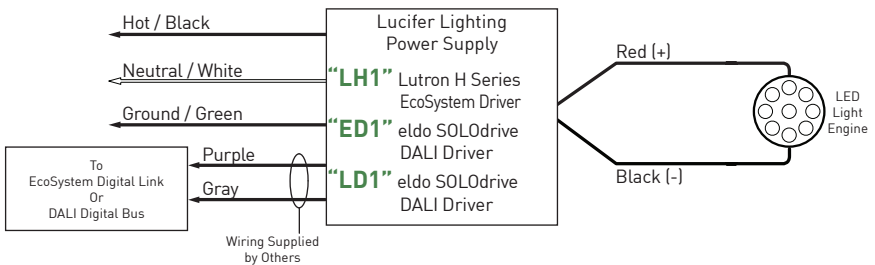 Hot / Black
Neutral / White
Ground / Green
Purple
Gray
To
EcoSystem Digital Link
Or
DALI Digital Bus
Wiring Supplied
by Others
Lucifer Lighting
Power Supply
“LH1” Lutron H Series
EcoSystem Driver
“ED1” eldo SOLOdrive
DALI Driver
“LD1” eldo SOLOdrive
DALI Driver
Red (+)
Black (-)
LED
Light
Engine